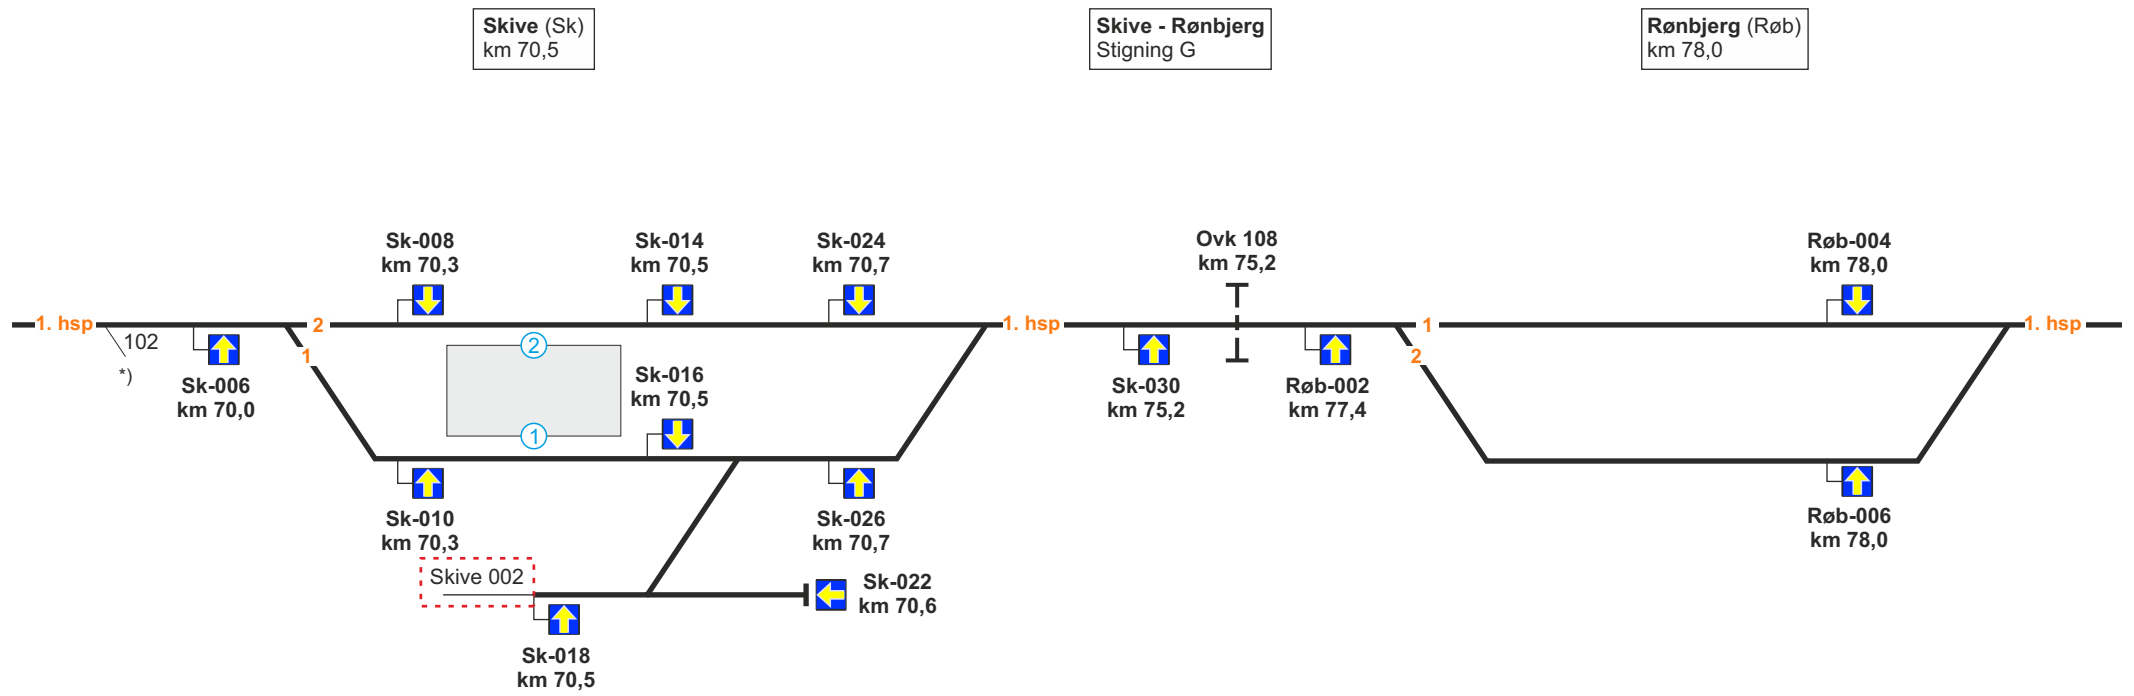 Skive (Sk)
km 70,5
Skive - Rønbjerg
Stigning G
Rønbjerg (Røb)
km 78,0
Sk-008
km 70,3
Sk-014
km 70,5
Sk-024
km 70,7
Ovk 108
km 75,2
Røb-004
km 78,0
1. hsp
2
1. hsp
1
1. hsp
102
*)
1
2
2
Sk-006
km 70,0
Sk-016
km 70,5
Sk-030
km 75,2
Røb-002
km 77,4
1
Sk-010
km 70,3
Sk-026
km 70,7
Røb-006
km 78,0
Skive 002
Sk-022
km 70,6
Sk-018
km 70,5